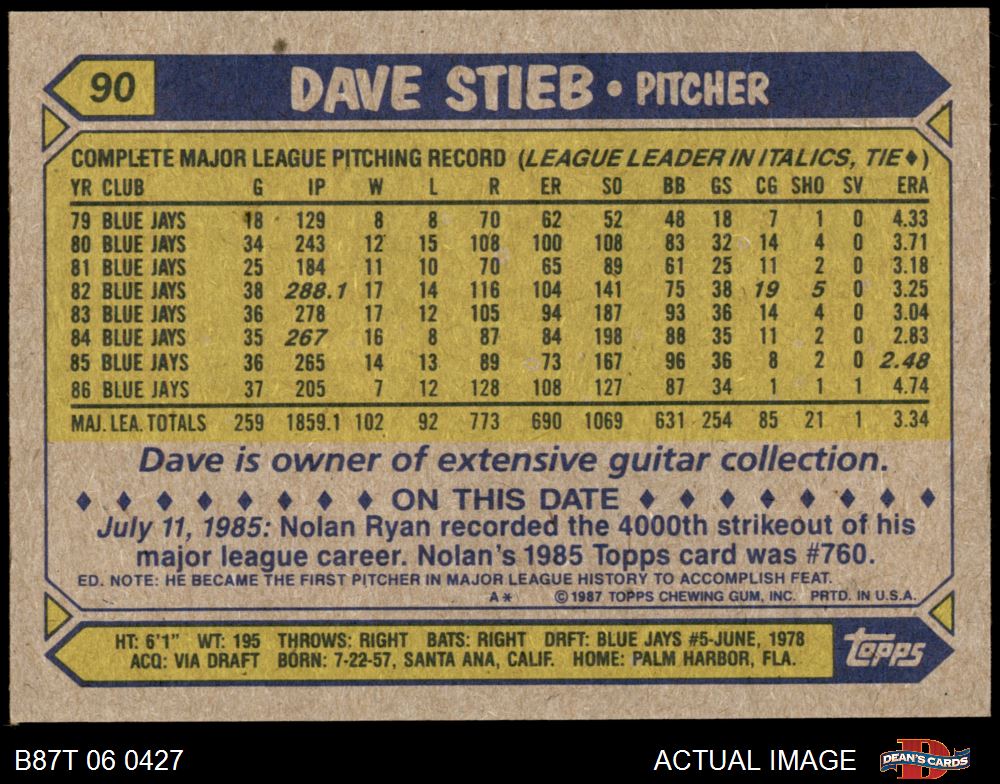 90 DAVE STIEB • PITCHER
COMPLETE MAJOR LEAGUE PITCHING RECORD (LEAGUE LEADER IN ITALICS, TIE♦)
YR CLUB G IP W L R ER SO BB GS CG SHO SV ERA
79 BLUE JAYS 18 129 8 8 70 62 52 48 18 7 1 0 4.33
80 BLUE JAYS 34 243 12 15 108 100 108 83 32 14 4 0 3.71
81 BLUE JAYS 25 184 11 10 70 65 89 61 25 11 2 0 3.18
82 BLUE JAYS 38 288.1 17 14 116 104 141 75 38 19 5 0 3.25
83 BLUE JAYS 36 278 17 12 105 94 187 93 36 14 4 0 3.04
84 BLUE JAYS 35 267 16 8 87 84 198 88 35 11 2 0 2.83
85 BLUE JAYS 36 265 14 13 89 73 167 96 36 8 2 0 2.48
86 BLUE JAYS 37 205 7 12 128 108 127 87 34 1 1 1 4.74
MAJ. LEA. TOTALS 259 1859.1 102 92 773 690 1069 631 254 85 21 1 3.34
Dave is owner of extensive guitar collection.
♦ ♦ ♦ ♦ ♦ ♦ ♦ ♦ ON THIS DATE ♦ ♦ ♦ ♦ ♦ ♦ ♦ ♦
July 11, 1985: Nolan Ryan recorded the 4000th strikeout of his
major league career. Nolan's 1985 Topps card was #760.
ED. NOTE: HE BECAME THE FIRST PITCHER IN MAJOR LEAGUE HISTORY TO ACCOMPLISH FEAT.
A* ©1987 TOPPS CHEWING GUM, INC. PRTD. IN U.S.A.
HT: 6'1" WT: 195 THROWS: RIGHT BATS: RIGHT DRFT: BLUE JAYS #5-JUNE, 1978
ACQ: VIA DRAFT BORN: 7-22-57, SANTA ANA, CALIF. HOME: PALM HARBOR, FLA.
topps
B87T 06 0427 ACTUAL IMAGE D DEAN'S CARDS